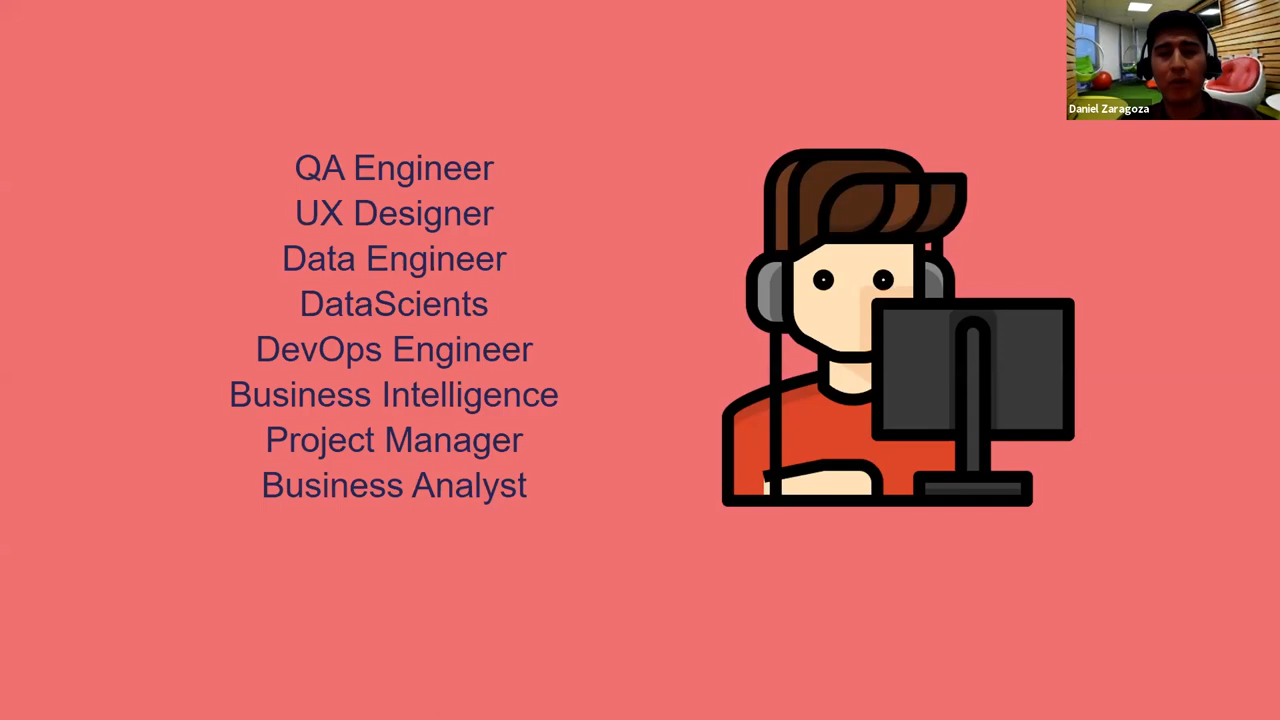 Daniel Zaragoza
QA Engineer
UX Designer
Data Engineer
DataScients
DevOps Engineer
Business Intelligence
Project Manager
Business Analyst